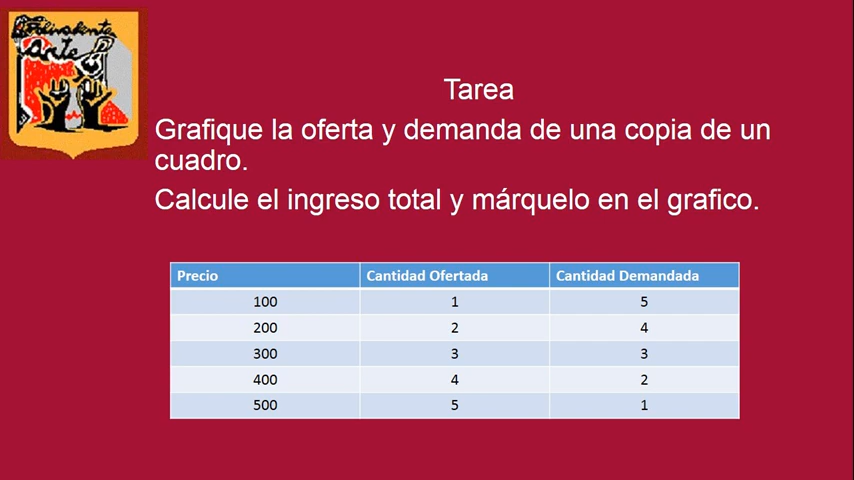 Arte
Tarea
Grafique la oferta y demanda de una copia de un
cuadro.
Calcule el ingreso total y márquelo en el grafico.
Precio Cantidad Ofertada Cantidad Demandada
100 1 5
200 2 4
300 3 3
400 4 2
500 5 1